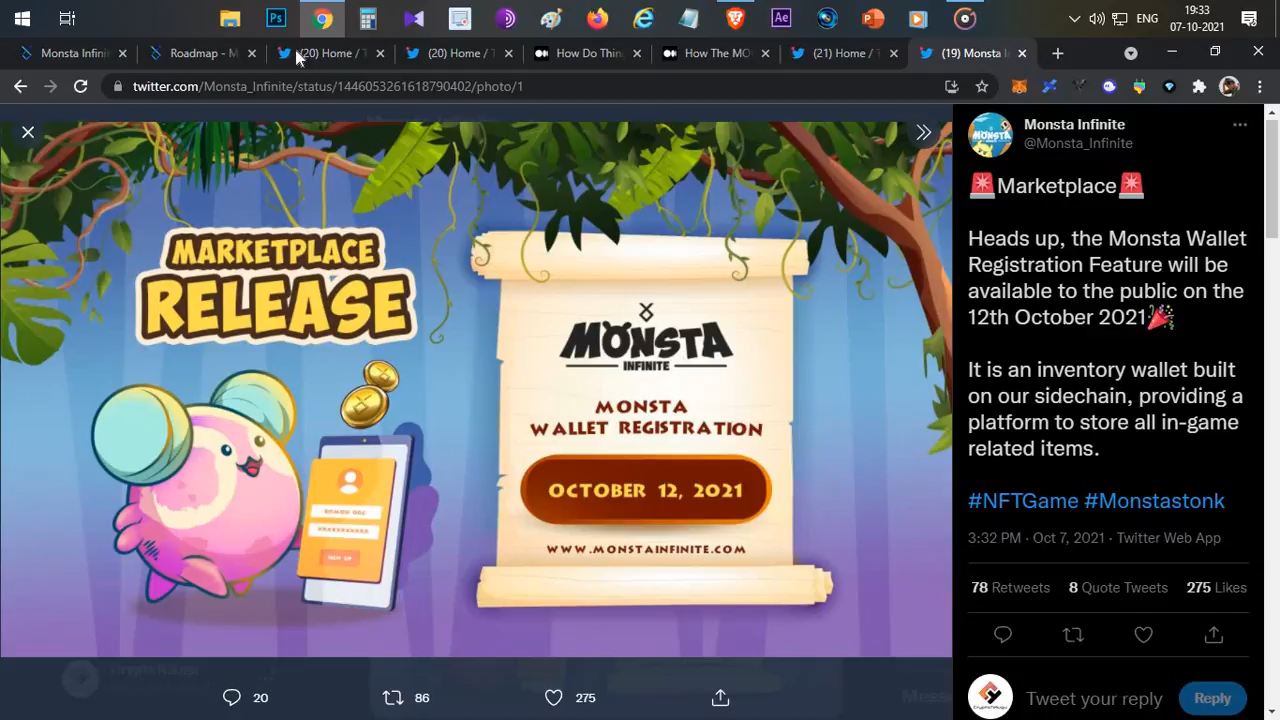 19:33
ENG
07-10-2021
Monsta Infini
Roadmap - M
(20) Home / T
(20) Home / T
How Do Thin
How The MO
(21) Home / T
(19) Monsta I
twitter.com/Monsta_Infinite/status/1446053261618790402/photo/1
MARKETPLACE
RELEASE
MONSTA
INFINITE
MONSTA
WALLET REGISTRATION
OCTOBER 12, 2021
WWW.MONSTAINFINITE.COM
SIGN UP
20
86
275
Monsta Infinite
@Monsta_Infinite
🚨Marketplace🚨
Heads up, the Monsta Wallet
Registration Feature will be
available to the public on the
12th October 2021🎉
It is an inventory wallet built
on our sidechain, providing a
platform to store all in-game
related items.
#NFTGame #Monstastonk
3:32 PM · Oct 7, 2021 · Twitter Web App
78 Retweets 8 Quote Tweets 275 Likes
Tweet your reply
Reply